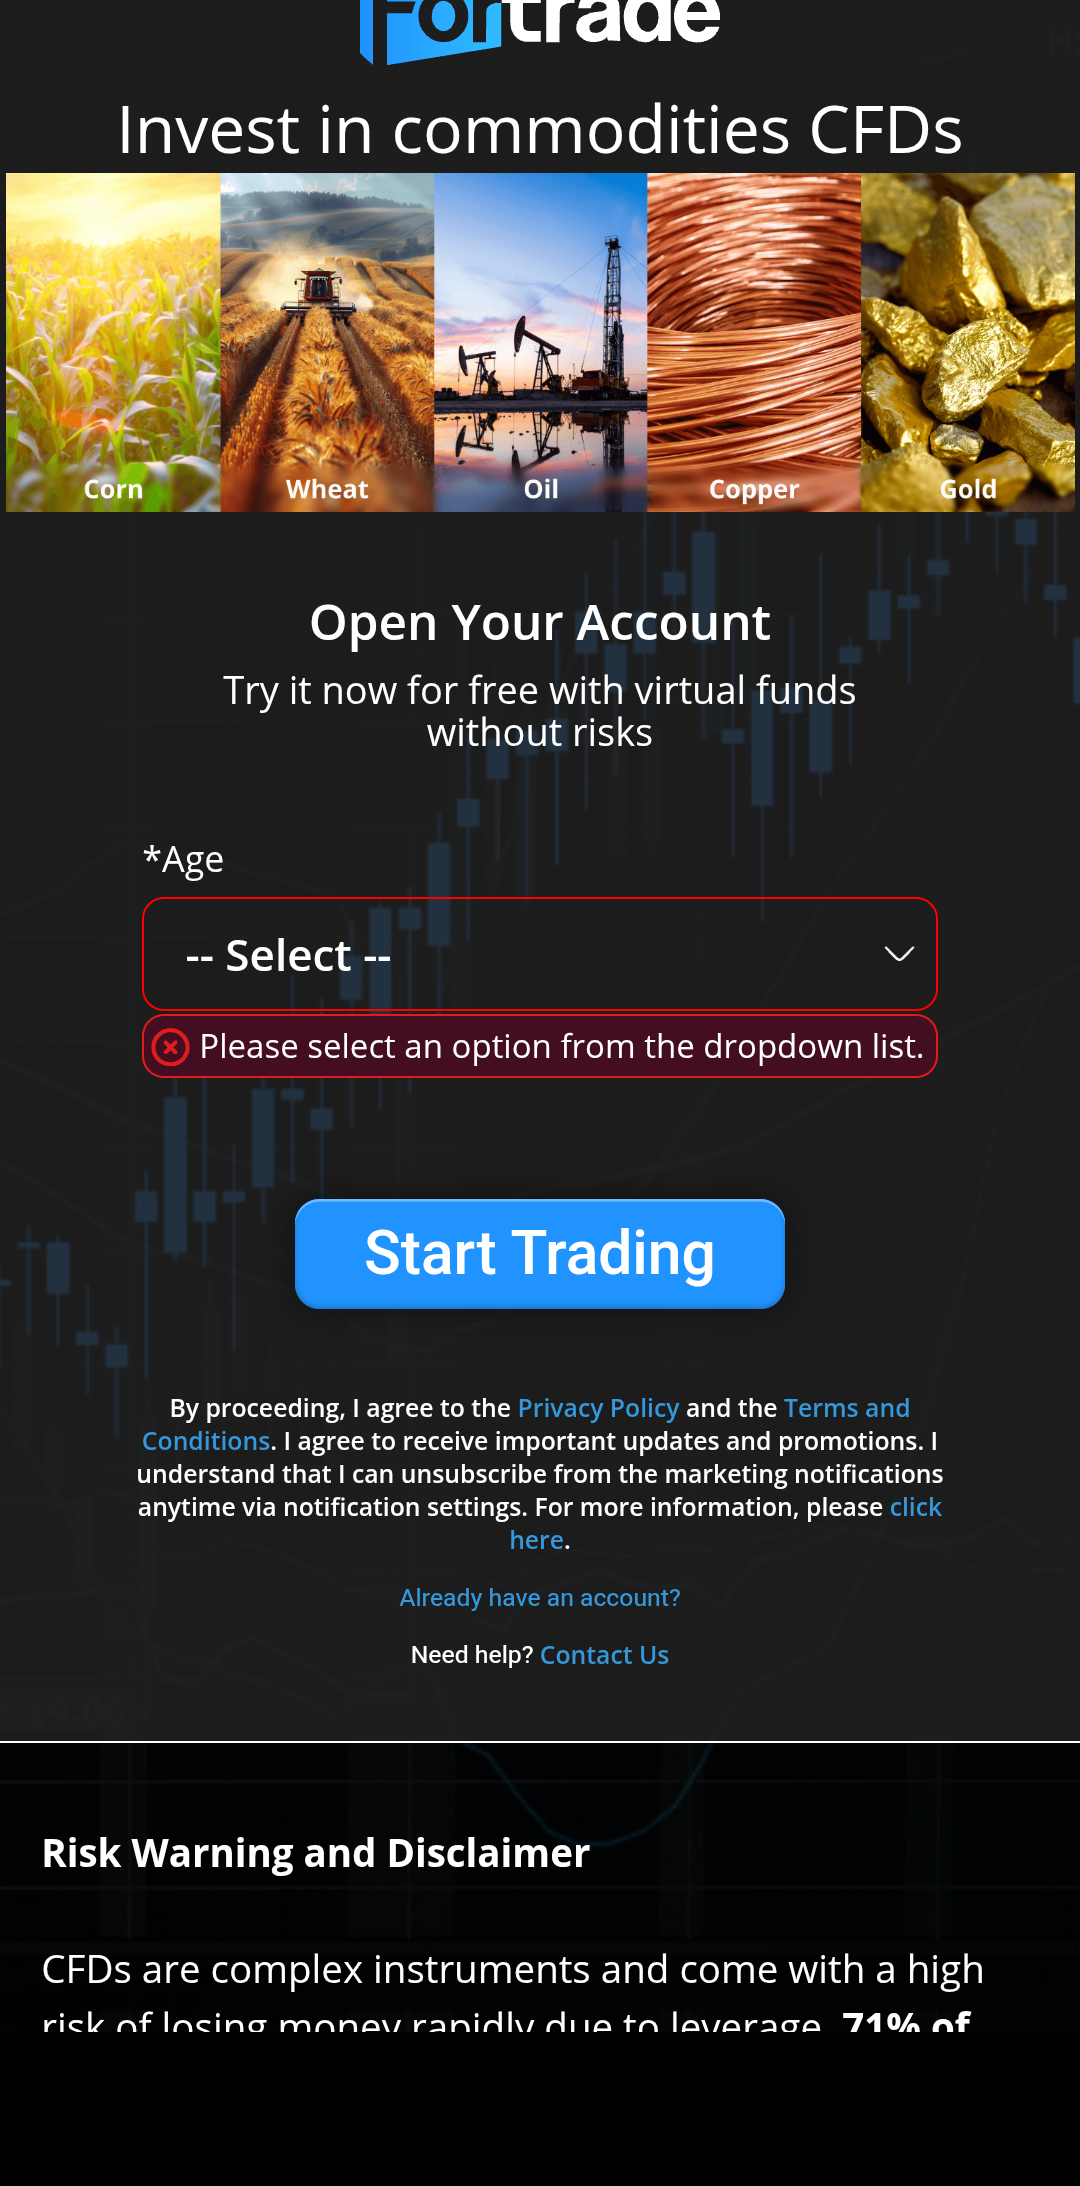 Fortrade
Invest in commodities CFDs
Corn
Wheat
Oil
Copper
Gold
Open Your Account
Try it now for free with virtual funds
without risks
*Age
-- Select --
Please select an option from the dropdown list.
Start Trading
By proceeding, I agree to the Privacy Policy and the Terms and
Conditions. I agree to receive important updates and promotions. I
understand that I can unsubscribe from the marketing notifications
anytime via notification settings. For more information, please click
here.
Already have an account?
Need help? Contact Us
19.06
Risk Warning and Disclaimer
CFDs are complex instruments and come with a high
risk of losing money rapidly due to leverage. 71% of